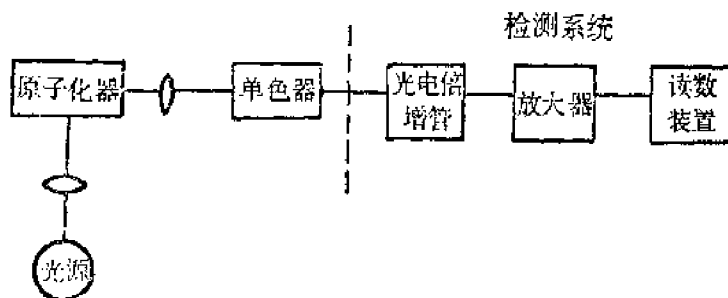 检测系统
原子化器
单色器
光电倍
增管
放大器
读数
装置
光源